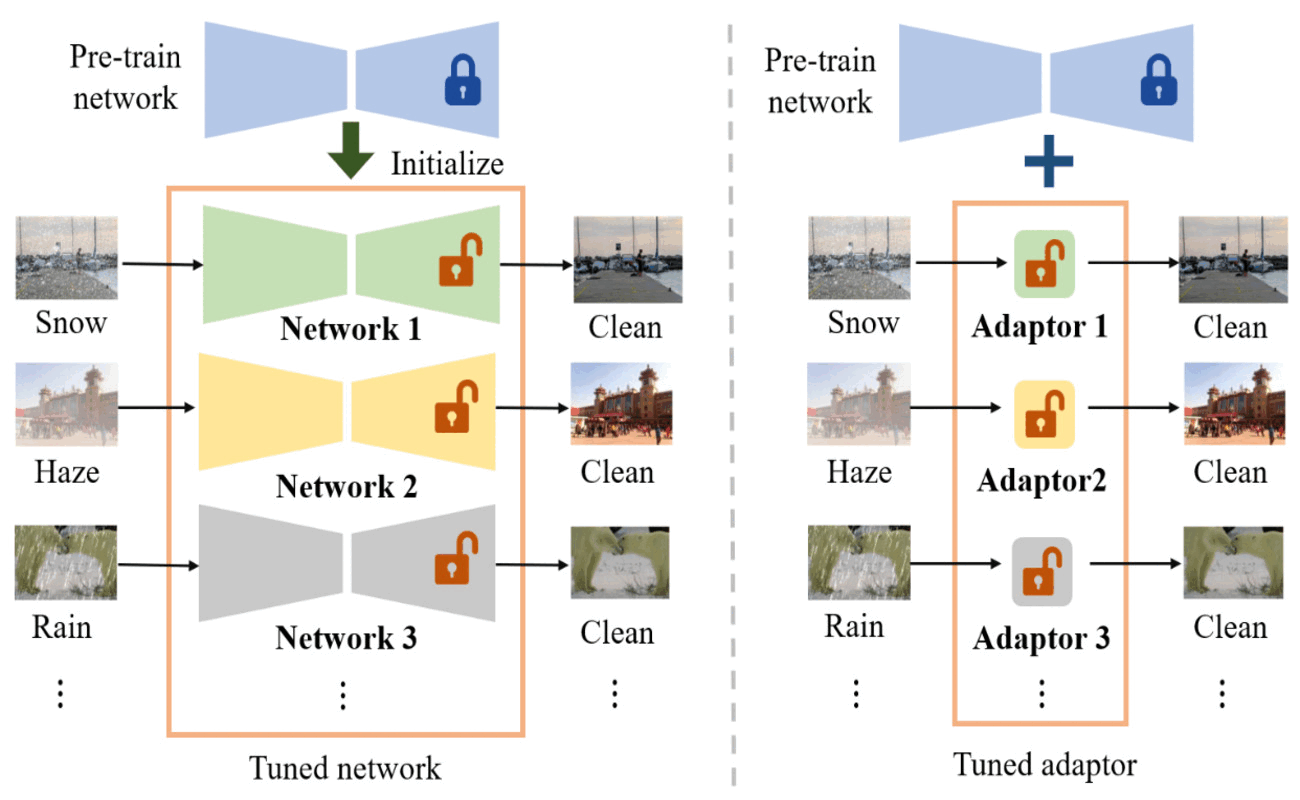 Pre-train
network
Initialize
Snow
Network 1
Clean
Haze
Network 2
Clean
Rain
Network 3
Clean
Tuned network
Pre-train
network
Snow
Adaptor 1
Clean
Haze
Adaptor2
Clean
Rain
Adaptor 3
Clean
Tuned adaptor